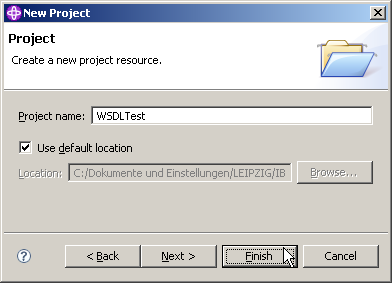 New Project
Project
Create a new project resource.
Project name: WSDLTest
Use default location
Location: C:/Dokumente und Einstellungen/LEIPZIG/IB Browse...
? < Back Next > Finish Cancel